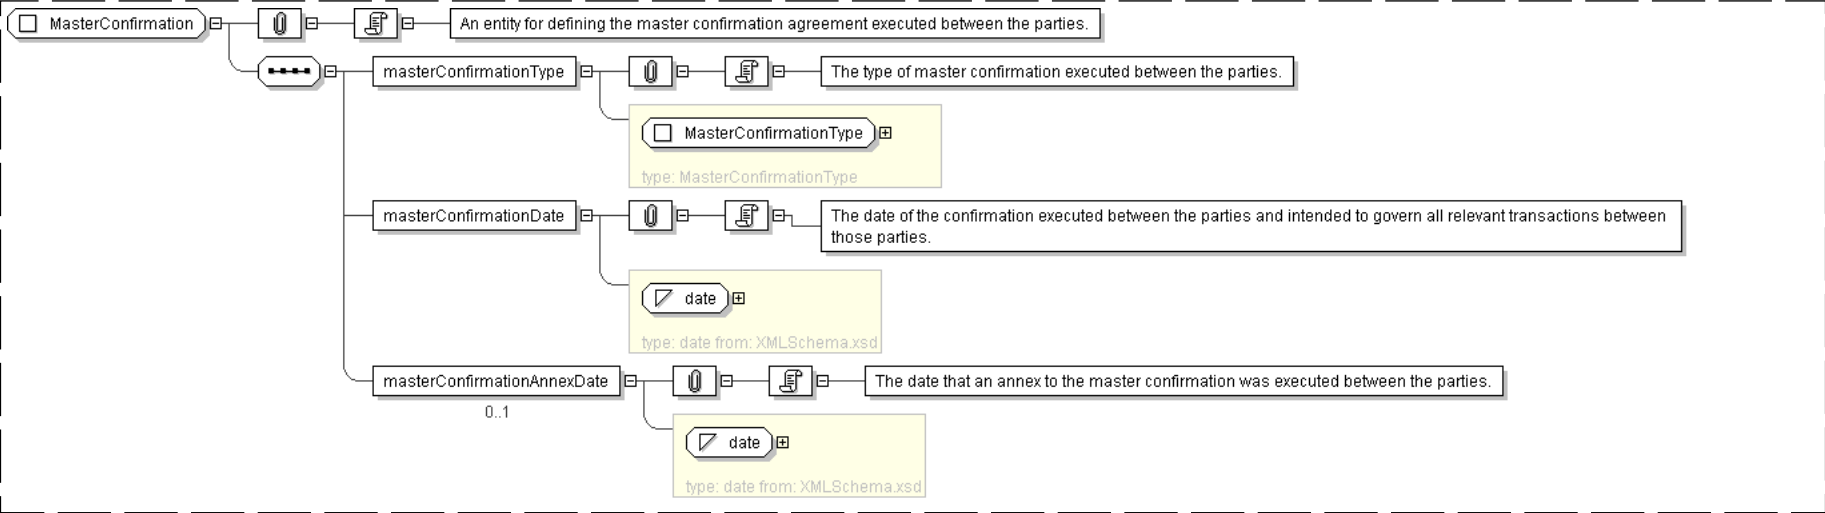 MasterConfirmation
An entity for defining the master confirmation agreement executed between the parties.
masterConfirmationType
The type of master confirmation executed between the parties.
MasterConfirmationType
type: MasterConfirmationType
masterConfirmationDate
The date of the confirmation executed between the parties and intended to govern all relevant transactions between
those parties.
date
type: date from: XMLSchema.xsd
masterConfirmationAnnexDate
The date that an annex to the master confirmation was executed between the parties.
0..1
date
type: date from: XMLSchema.xsd